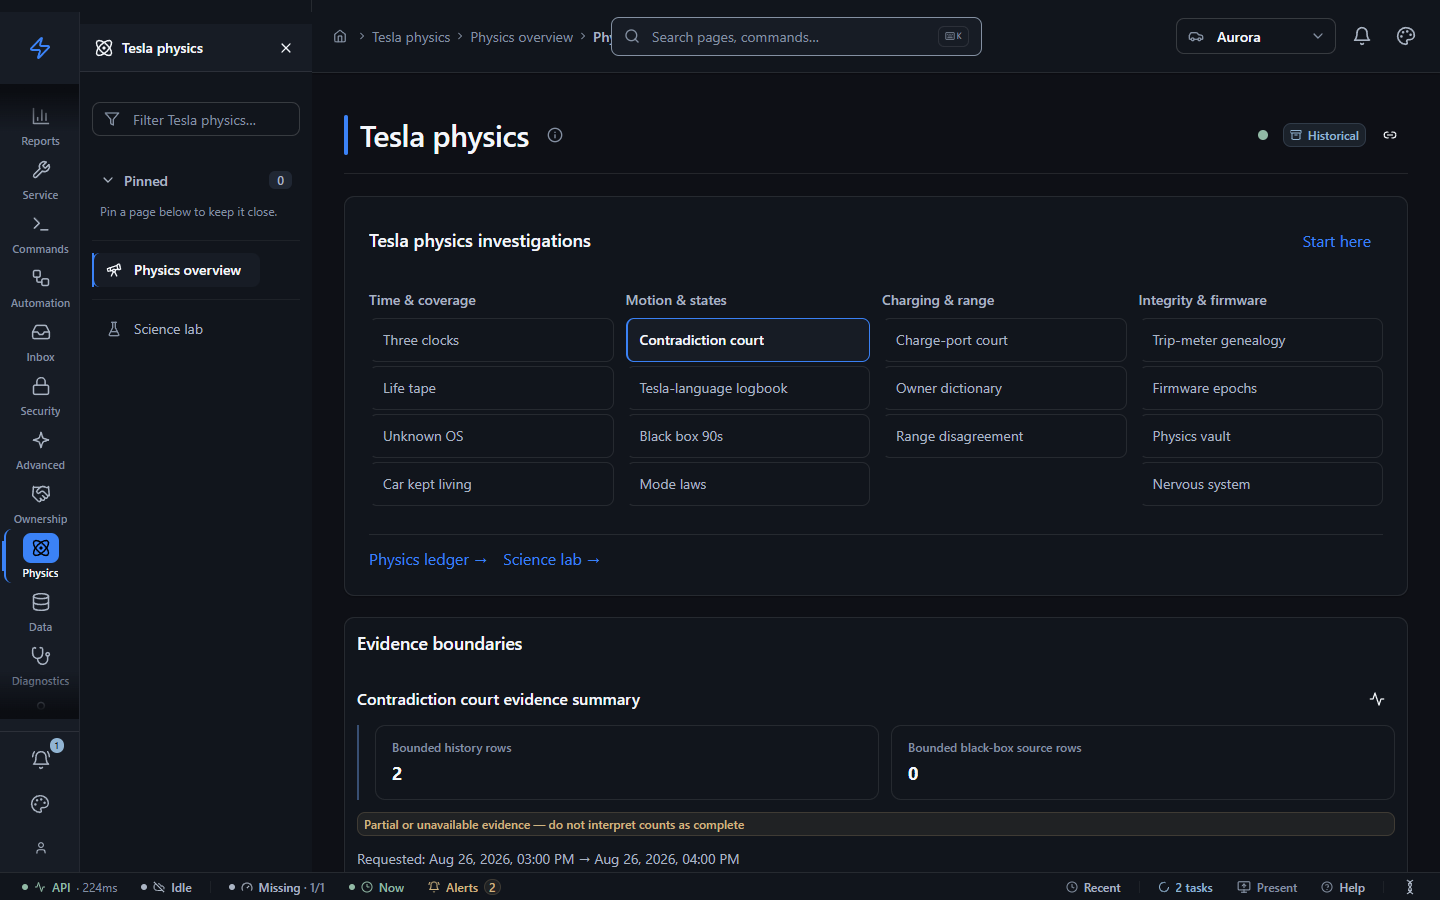 Tesla physics
Tesla physics
Physics overview
Search pages, commands...
K
Aurora
Reports
Service
Commands
Automation
Inbox
Security
Advanced
Ownership
Physics
Data
Diagnostics
1
Filter Tesla physics...
Pinned
0
Pin a page below to keep it close.
Physics overview
Science lab
Tesla physics
Historical
Tesla physics investigations
Start here
Time & coverage
Three clocks
Life tape
Unknown OS
Car kept living
Motion & states
Contradiction court
Tesla-language logbook
Black box 90s
Mode laws
Charging & range
Charge-port court
Owner dictionary
Range disagreement
Integrity & firmware
Trip-meter genealogy
Firmware epochs
Physics vault
Nervous system
Physics ledger →
Science lab →
Evidence boundaries
Contradiction court evidence summary
Bounded history rows
2
Bounded black-box source rows
0
Partial or unavailable evidence — do not interpret counts as complete
Requested: Aug 26, 2026, 03:00 PM → Aug 26, 2026, 04:00 PM
API · 224ms
Idle
Missing · 1/1
Now
Alerts 2
Recent
2 tasks
Present
Help